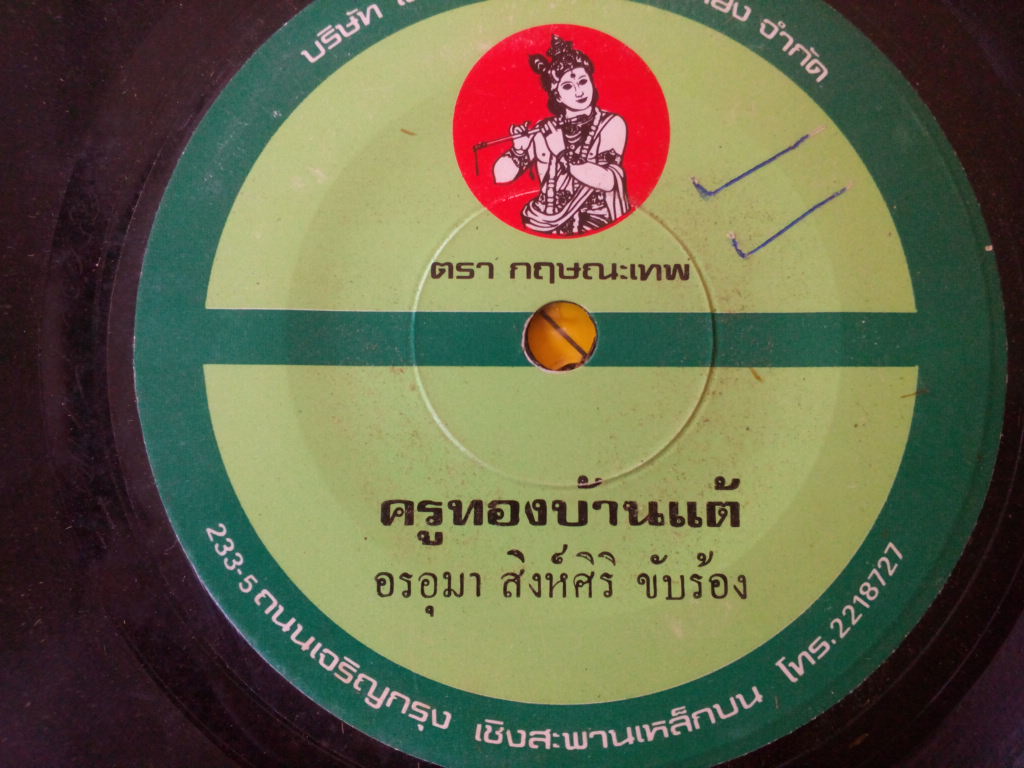 บริษัท
จำกัด
ตรา กฤษณะเทพ
ครูทองบ้านแต้
อรอุมา สิงห์ศิริ ขับร้อง
233-5 ถนนเจริญกรุง เชิงสะพานเหล็กบน โทร. 2218727